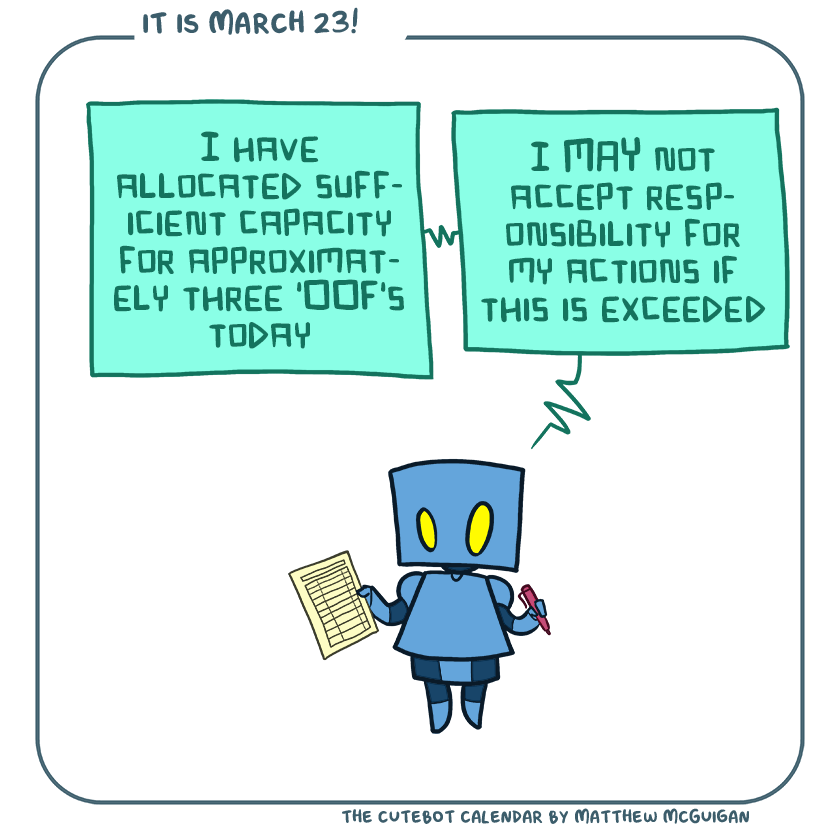 IT IS MARCH 23!
I HAVE
ALLOCATED SUFF-
ICIENT CAPACITY
FOR APPROXIMAT-
ELY THREE 'OOF'S
TODAY
I MAY NOT
ACCEPT RESP-
ONSIBILITY FOR
MY ACTIONS IF
THIS IS EXCEEDED
THE CUTEBOT CALENDAR BY MATTHEW MCGUIGAN